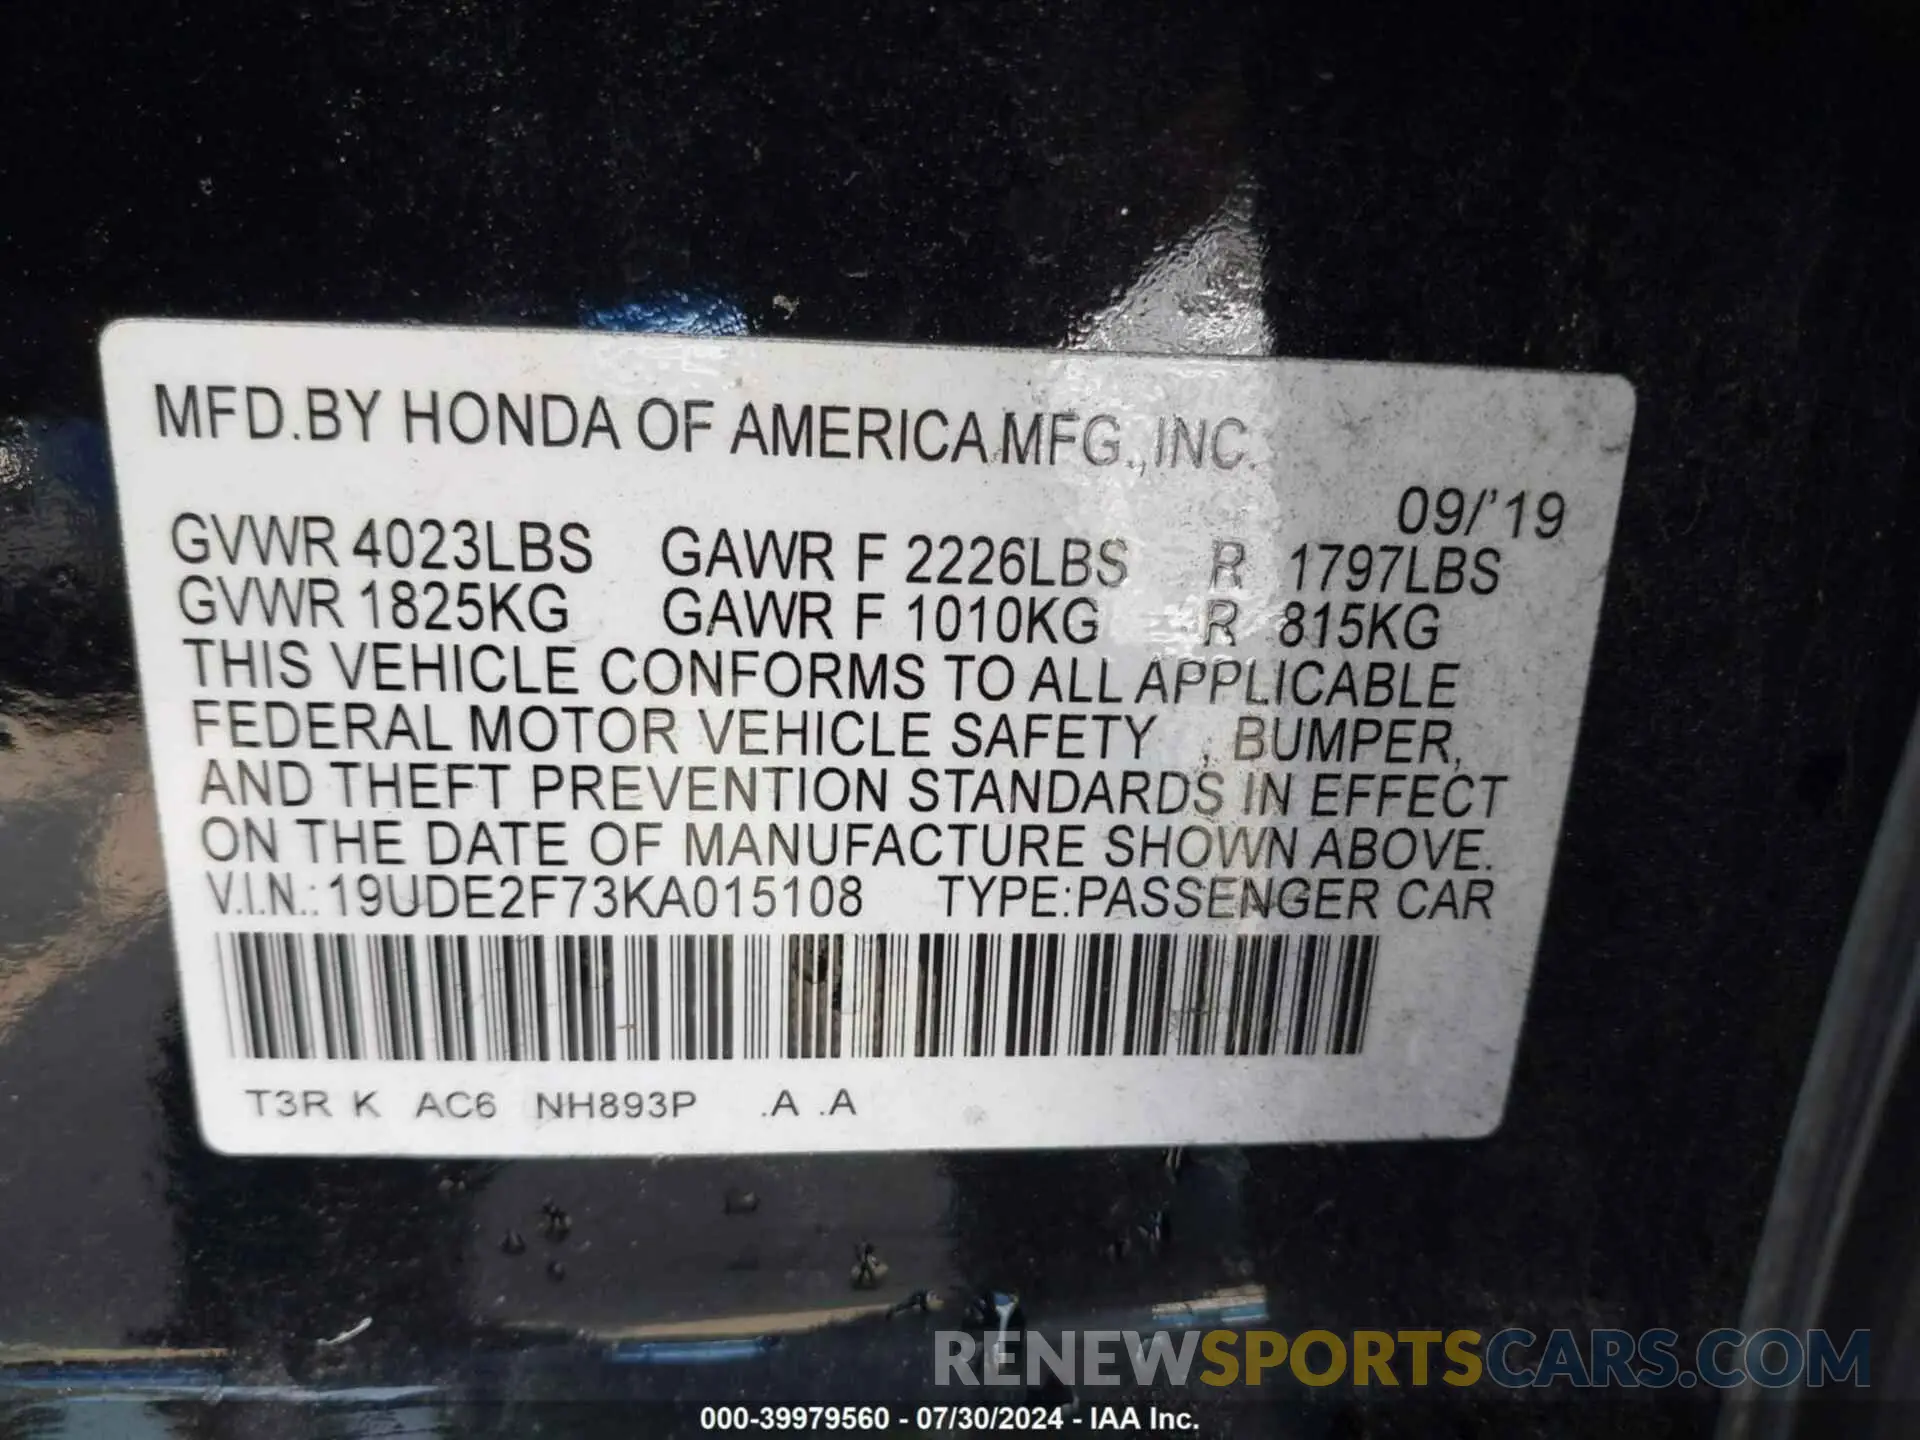 MFD.BY HONDA OF AMERICA MFG.,INC.
09/'19
GVWR 4023LBS GAWR F 2226LBS R 1797LBS
GVWR 1825KG GAWR F 1010KG R 815KG
THIS VEHICLE CONFORMS TO ALL APPLICABLE
FEDERAL MOTOR VEHICLE SAFETY , BUMPER,
AND THEFT PREVENTION STANDARDS IN EFFECT
ON THE DATE OF MANUFACTURE SHOWN ABOVE.
V.I.N.: 19UDE2F73KA015108 TYPE:PASSENGER CAR
T3R K AC6 NH893P .A .A
RENEWSPORTSCARS.COM
000-39979560 - 07/30/2024 - IAA Inc.